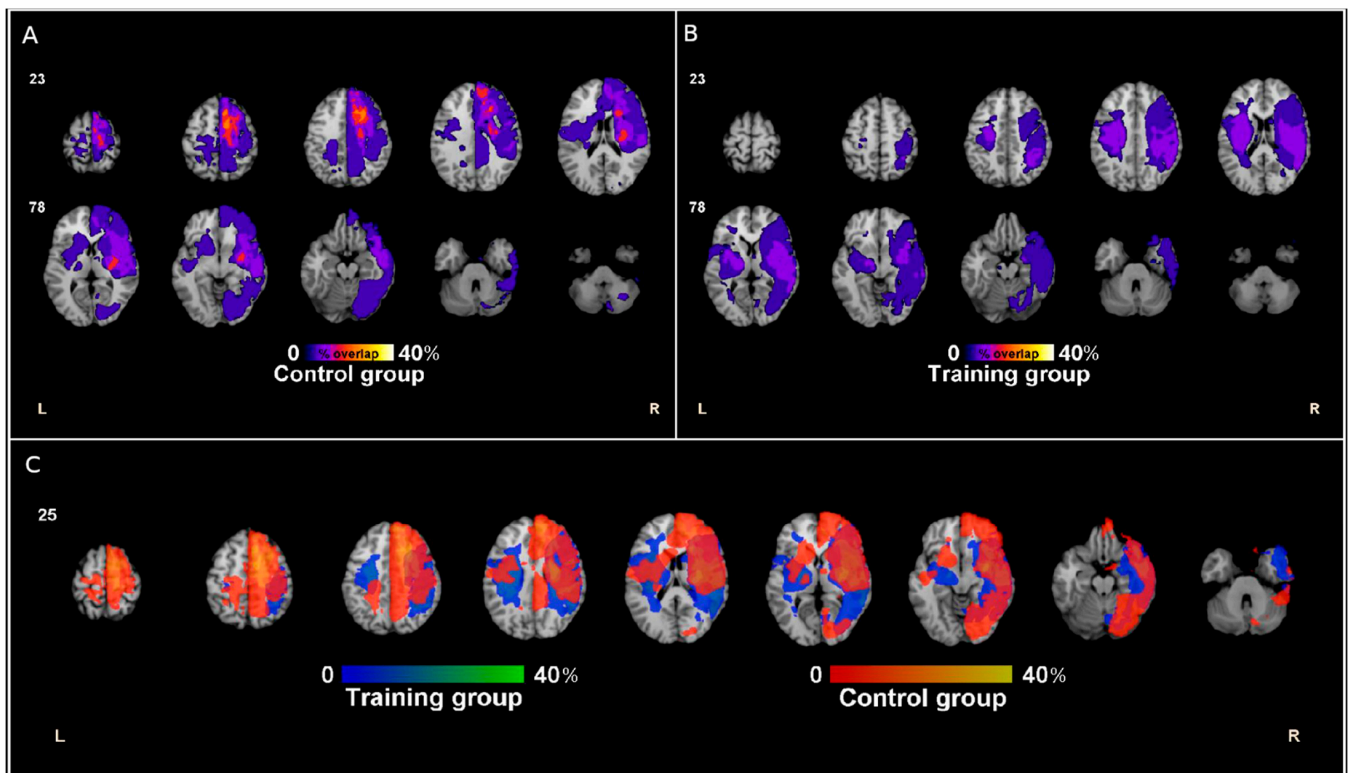 A
23
78
0 % overlap 40%
Control group
L R
B
23
78
0 % overlap 40%
Training group
L R
C
25
0 40%
Training group
0 40%
Control group
L R